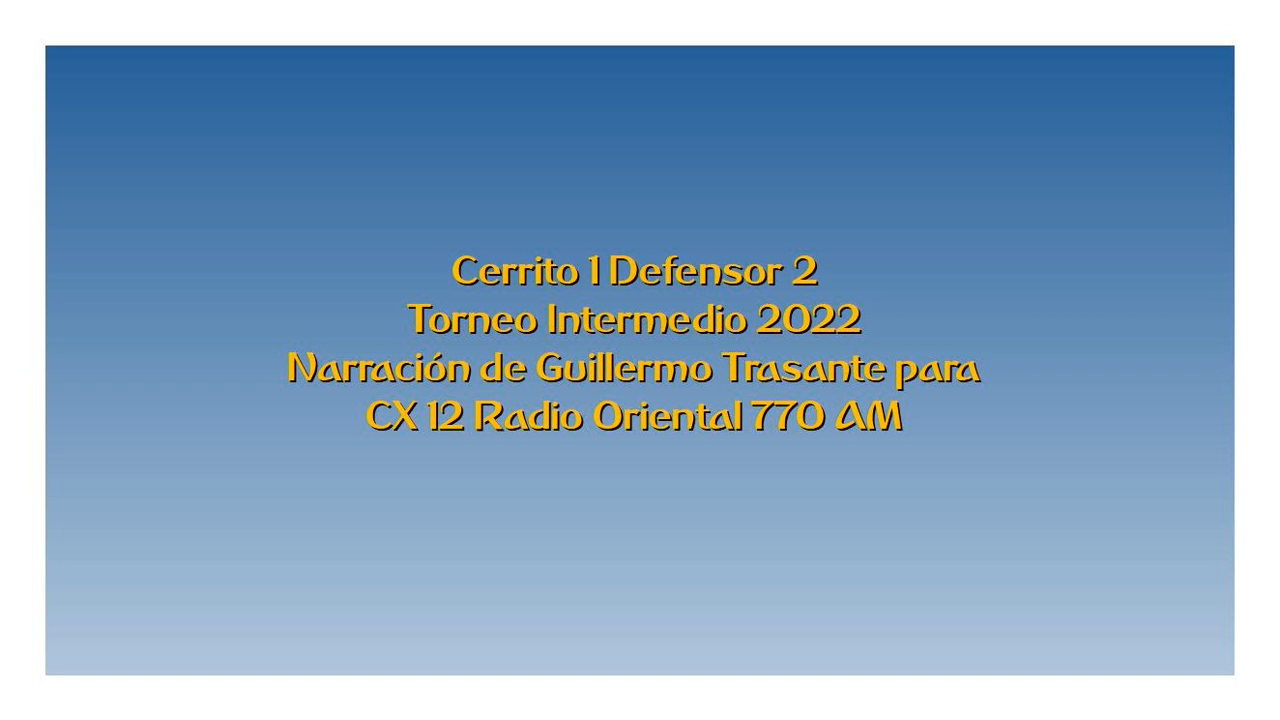 Cerrito 1 Defensor 2
Torneo Intermedio 2022
Narración de Guillermo Trasante para
CX 12 Radio Oriental 770 AM